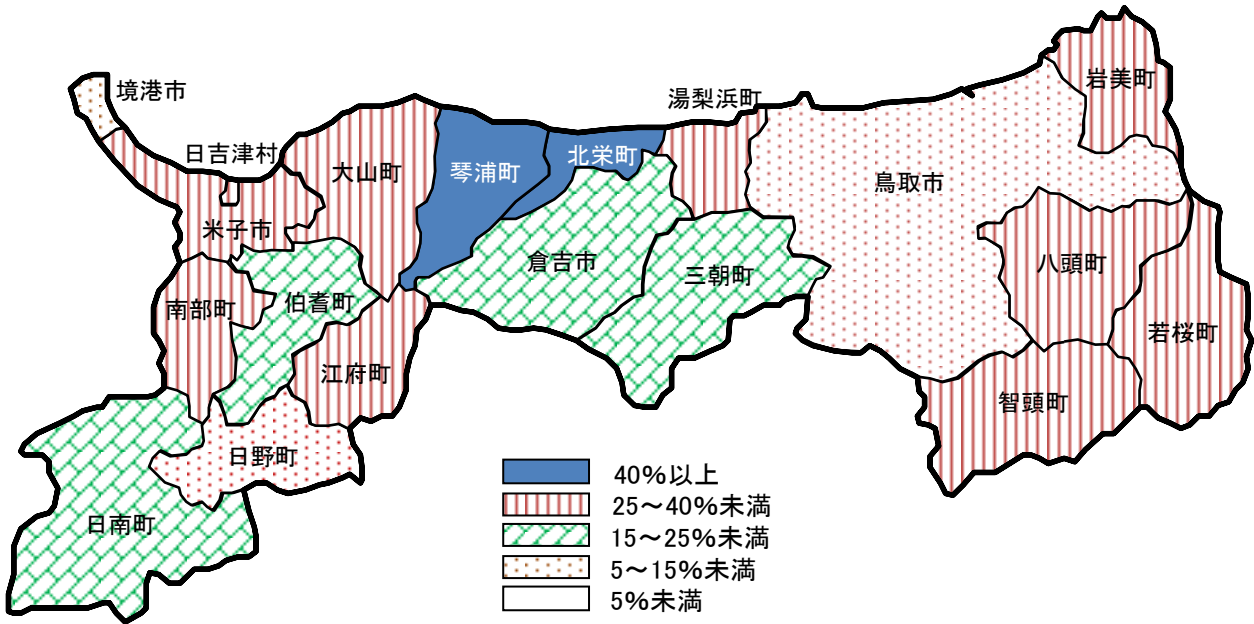 境港市
湯梨浜町
岩美町
日吉津村
大山町
琴浦町
北栄町
鳥取市
米子市
倉吉市
三朝町
八頭町
南部町
伯耆町
若桜町
江府町
智頭町
日野町
日南町
40%以上
25～40%未満
15～25%未満
5～15%未満
5%未満